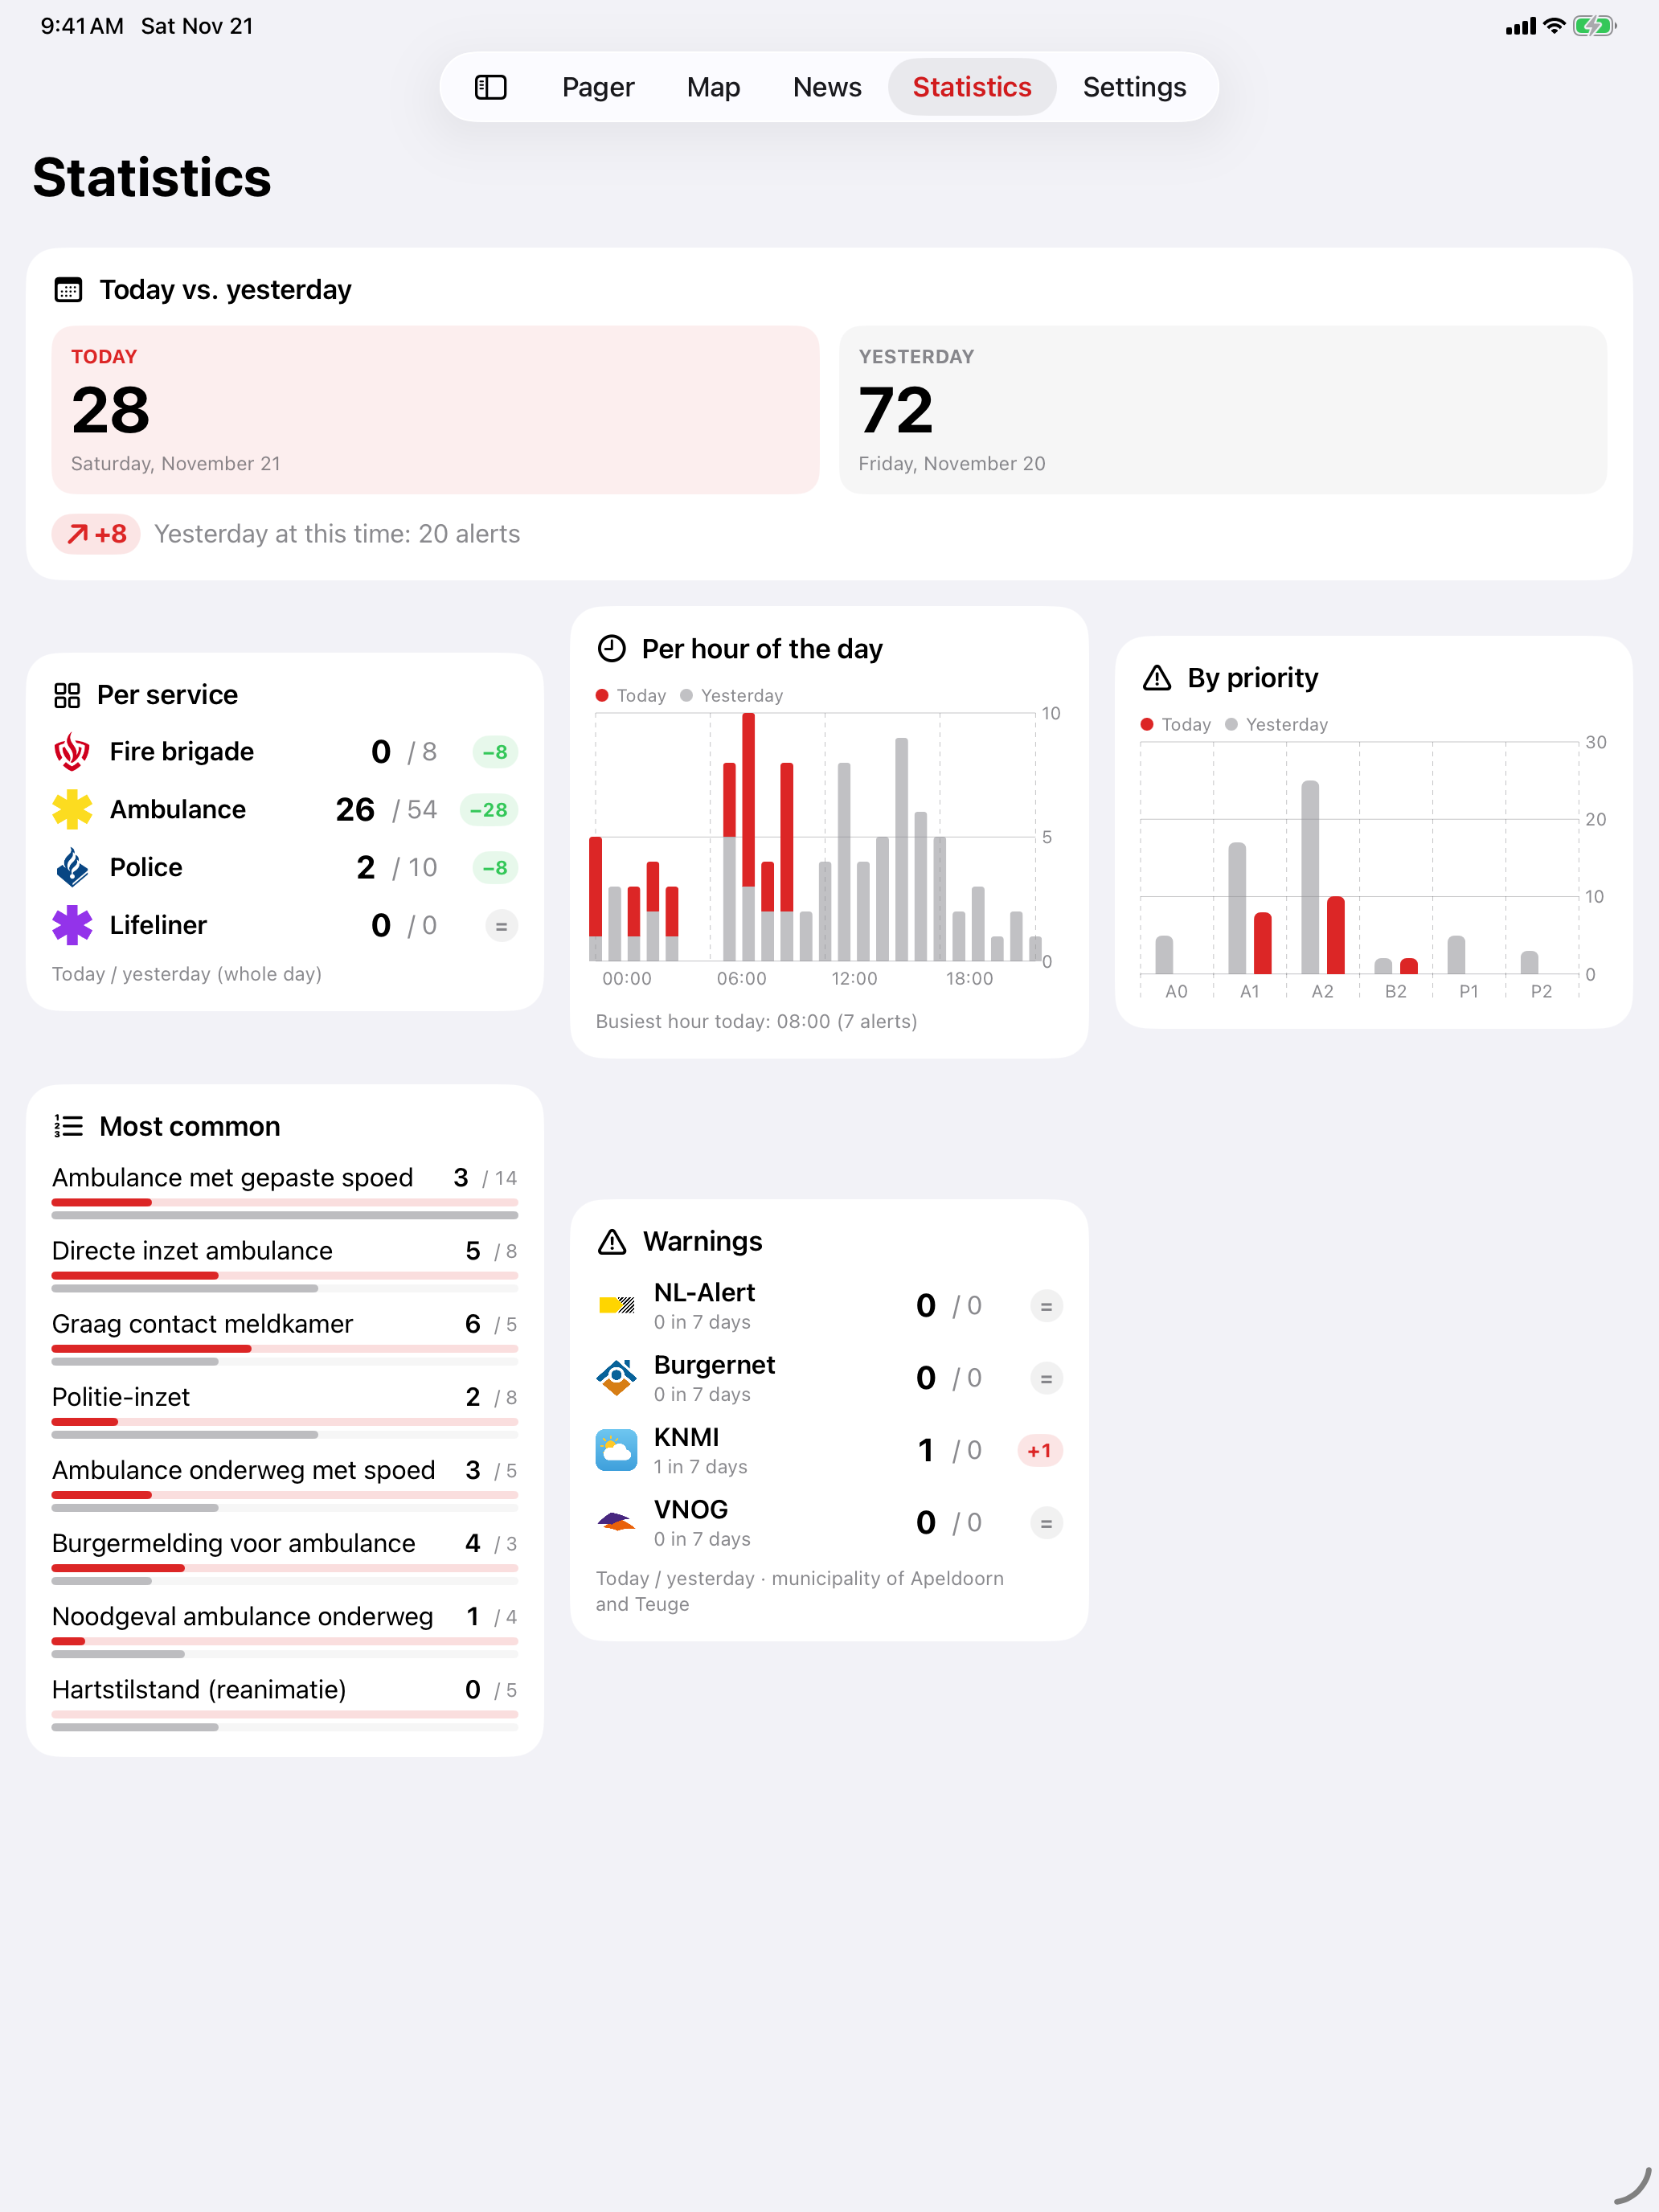 9:41 AM Sat Nov 21
Pager Map News Statistics Settings
Statistics
Today vs. yesterday
TODAY
28
Saturday, November 21
YESTERDAY
72
Friday, November 20
+8 Yesterday at this time: 20 alerts
Per service
Fire brigade 0 / 8 −8
Ambulance 26 / 54 −28
Police 2 / 10 −8
Lifeliner 0 / 0 =
Today / yesterday (whole day)
Per hour of the day
Today Yesterday
10
5
0
00:00 06:00 12:00 18:00
Busiest hour today: 08:00 (7 alerts)
By priority
Today Yesterday
30
20
10
0
A0 A1 A2 B2 P1 P2
Most common
Ambulance met gepaste spoed 3 / 14
Directe inzet ambulance 5 / 8
Graag contact meldkamer 6 / 5
Politie-inzet 2 / 8
Ambulance onderweg met spoed 3 / 5
Burgermelding voor ambulance 4 / 3
Noodgeval ambulance onderweg 1 / 4
Hartstilstand (reanimatie) 0 / 5
Warnings
NL-Alert 0 / 0 =
0 in 7 days
Burgernet 0 / 0 =
0 in 7 days
KNMI 1 / 0 +1
1 in 7 days
VNOG 0 / 0 =
0 in 7 days
Today / yesterday · municipality of Apeldoorn
and Teuge